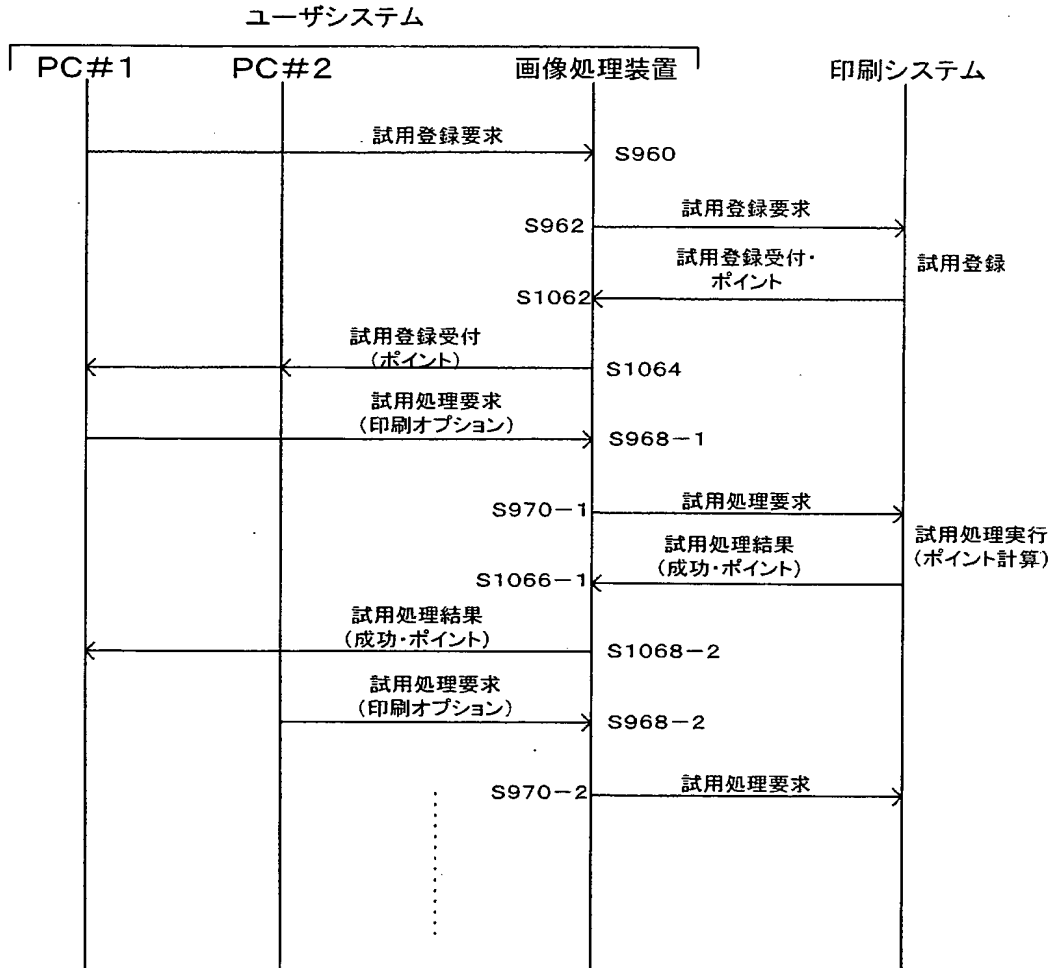 ユーザシステム
PC#1 PC#2 画像処理装置 印刷システム
試用登録要求
S960
試用登録要求
S962
試用登録
試用登録受付・
ポイント
S1062
試用登録受付
(ポイント)
S1064
試用処理要求
(印刷オプション)
S968-1
試用処理要求
S970-1
試用処理実行
(ポイント計算)
試用処理結果
(成功・ポイント)
S1066-1
試用処理結果
(成功・ポイント)
S1068-2
試用処理要求
(印刷オプション)
S968-2
試用処理要求
S970-2